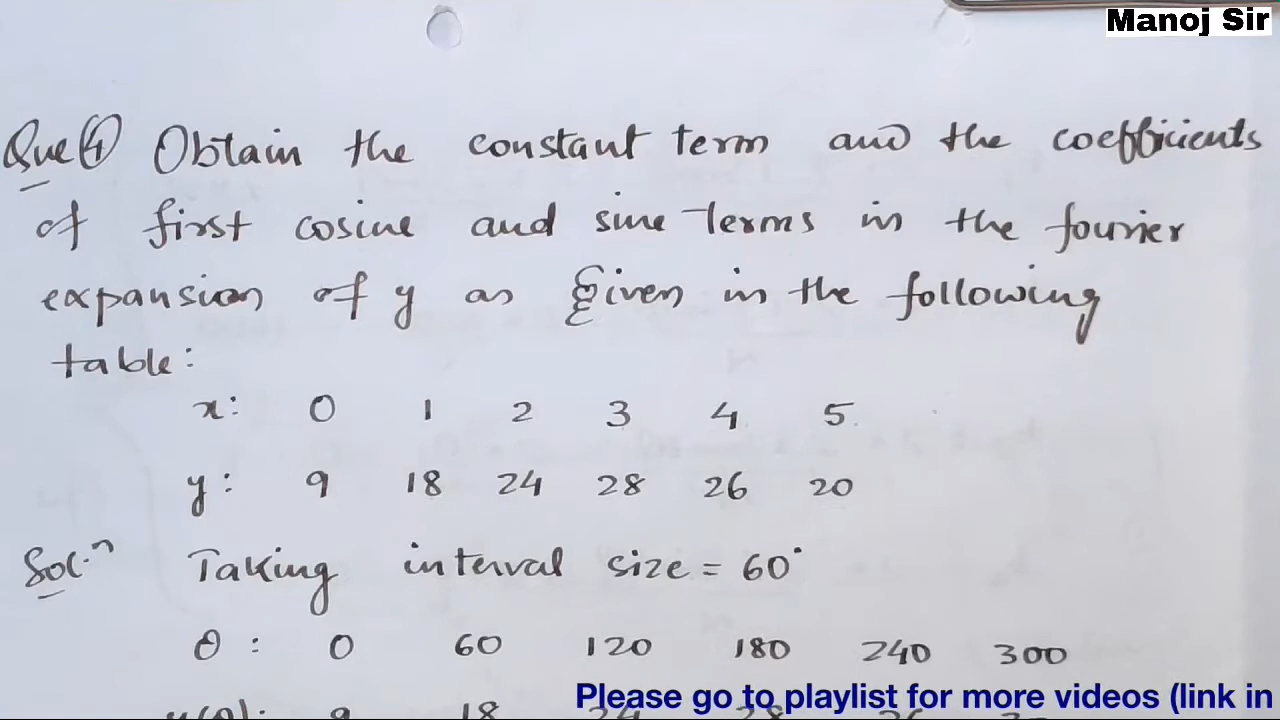 Manoj Sir
Que④ Obtain the constant term and the coefficients
of first cosine and sine terms in the fourier
expansion of y as given in the following
table:
x: 0 1 2 3 4 5
y: 9 18 24 28 26 20
Sol.ⁿ Taking interval size = 60°
θ : 0 60 120 180 240 300
Please go to playlist for more videos (link in